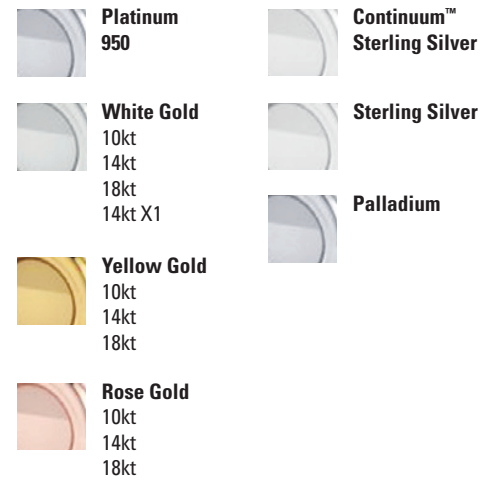 Platinum
950
White Gold
10kt
14kt
18kt
14kt X1
Yellow Gold
10kt
14kt
18kt
Rose Gold
10kt
14kt
18kt
Continuum™
Sterling Silver
Sterling Silver
Palladium